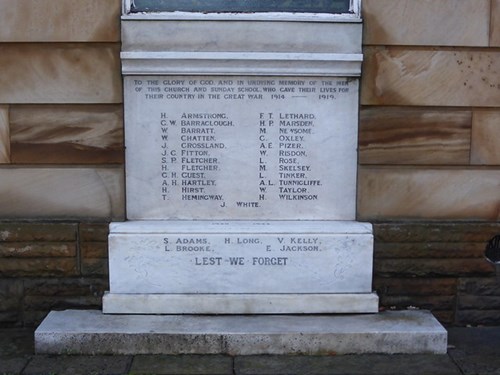 TO THE GLORY OF GOD, AND IN UNDYING MEMORY OF THE MEN
OF THIS CHURCH AND SUNDAY SCHOOL, WHO GAVE THEIR LIVES FOR
THEIR COUNTRY IN THE GREAT WAR 1914 —— 1919.
H. ARMSTRONG.
C. W. BARRACLOUGH.
W. BARRATT.
W. CHATTEN.
J. CROSSLAND.
J. C. FITTON.
S. P. FLETCHER.
H. FLETCHER.
C. H. GUEST.
A. H. HARTLEY.
H. HIRST.
T. HEMINGWAY.
F. T. LETHARD.
H. P. MARSDEN.
M. NEWSOME.
C. OXLEY.
A. E. PIZER.
W. RISDON.
L. ROSE.
M. SKELSEY.
L. TINKER.
A. L. TUNNICLIFFE.
W. TAYLOR.
H. WILKINSON.
J. WHITE.
S. ADAMS. H. LONG. V. KELLY.
L. BROOKE. E. JACKSON.
LEST WE FORGET